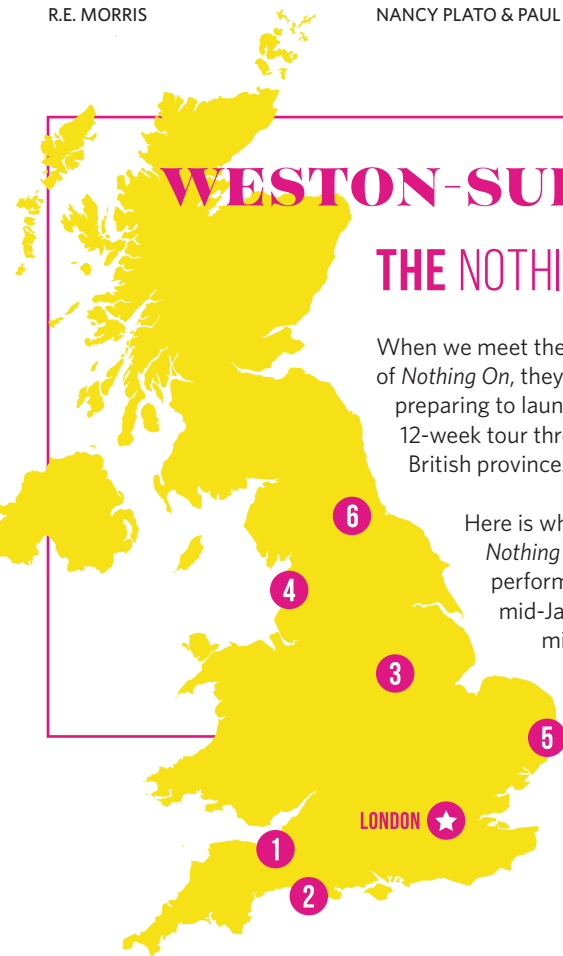 R.E. MORRIS
NANCY PLATO & PAUL
WESTON-SU
THE NOTHI
When we meet the
of Nothing On, they
preparing to laun
12-week tour thr
British provinces
Here is wh
Nothing
perform
mid-Ja
mi
6
4
3
5
LONDON
1
2